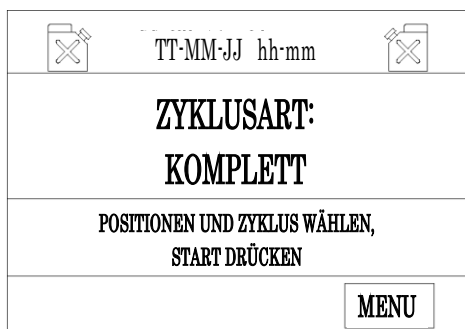 TT-MM-JJ hh-mm
ZYKLUSART:
KOMPLETT
POSITIONEN UND ZYKLUS WÄHLEN,
START DRÜCKEN
MENU